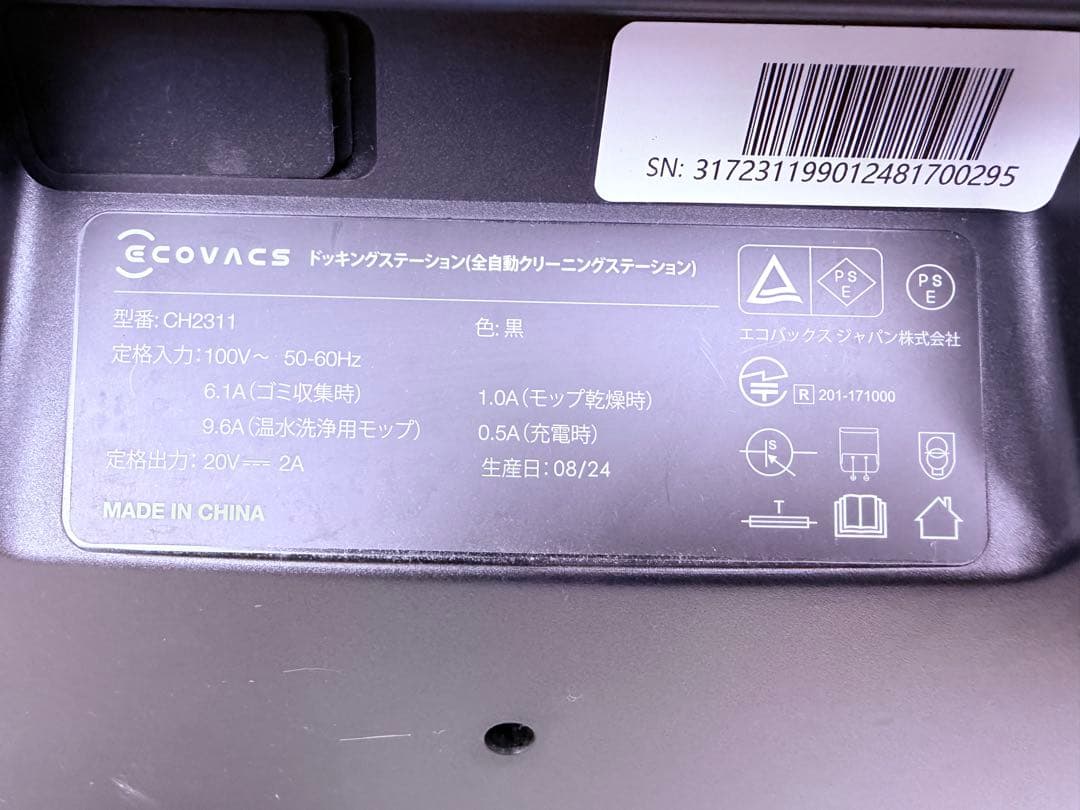 SN: 317231199012481700295
ECOVACS ドッキングステーション(全自動クリーニングステーション)
型番: CH2311 色: 黒
定格入力: 100V～ 50-60Hz
6.1A(ゴミ収集時) 1.0A(モップ乾燥時)
9.6A(温水洗浄用モップ) 0.5A(充電時)
定格出力: 20V⎓ 2A 生産日: 08/24
MADE IN CHINA
PS
E
PS
E
エコバックス ジャパン株式会社
R 201-171000
S
T